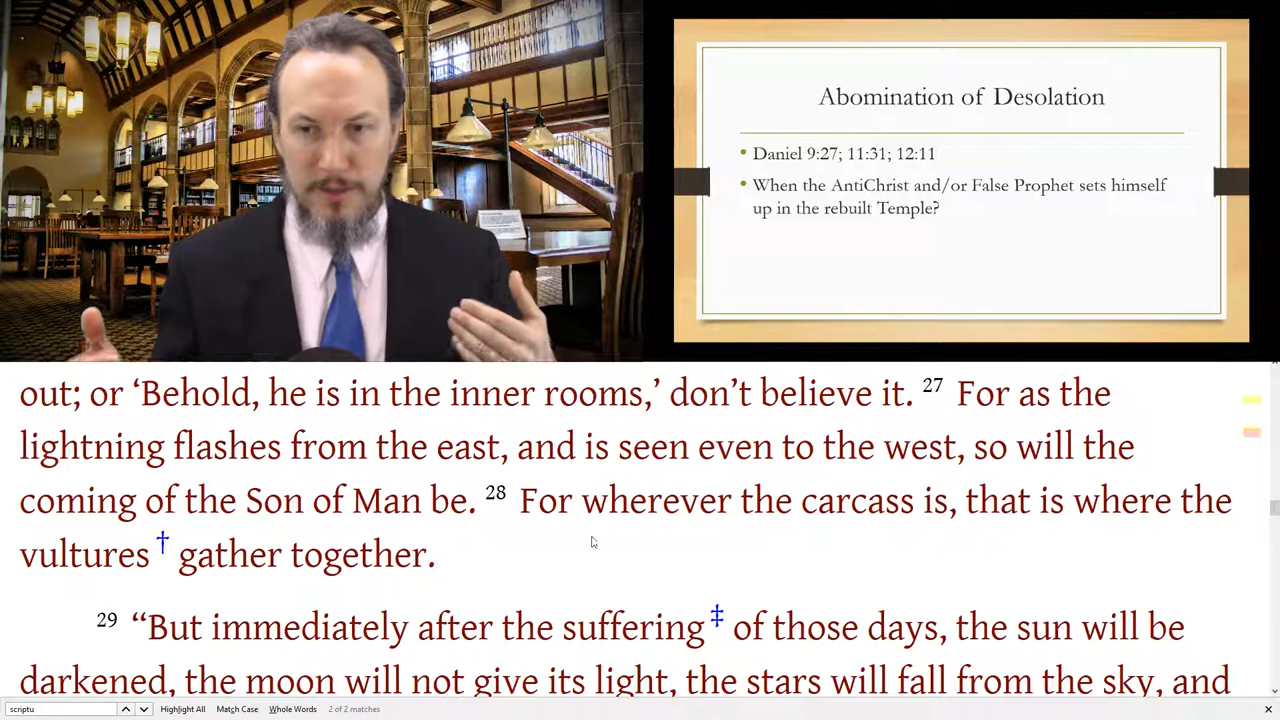 Abomination of Desolation
• Daniel 9:27; 11:31; 12:11
• When the AntiChrist and/or False Prophet sets himself
up in the rebuilt Temple?
out; or ‘Behold, he is in the inner rooms,’ don’t believe it. 27 For as the
lightning flashes from the east, and is seen even to the west, so will the
coming of the Son of Man be. 28 For wherever the carcass is, that is where the
vultures † gather together.
29 “But immediately after the suffering ‡ of those days, the sun will be
darkened, the moon will not give its light, the stars will fall from the sky, and
scriptu
Highlight All Match Case Whole Words 2 of 2 matches